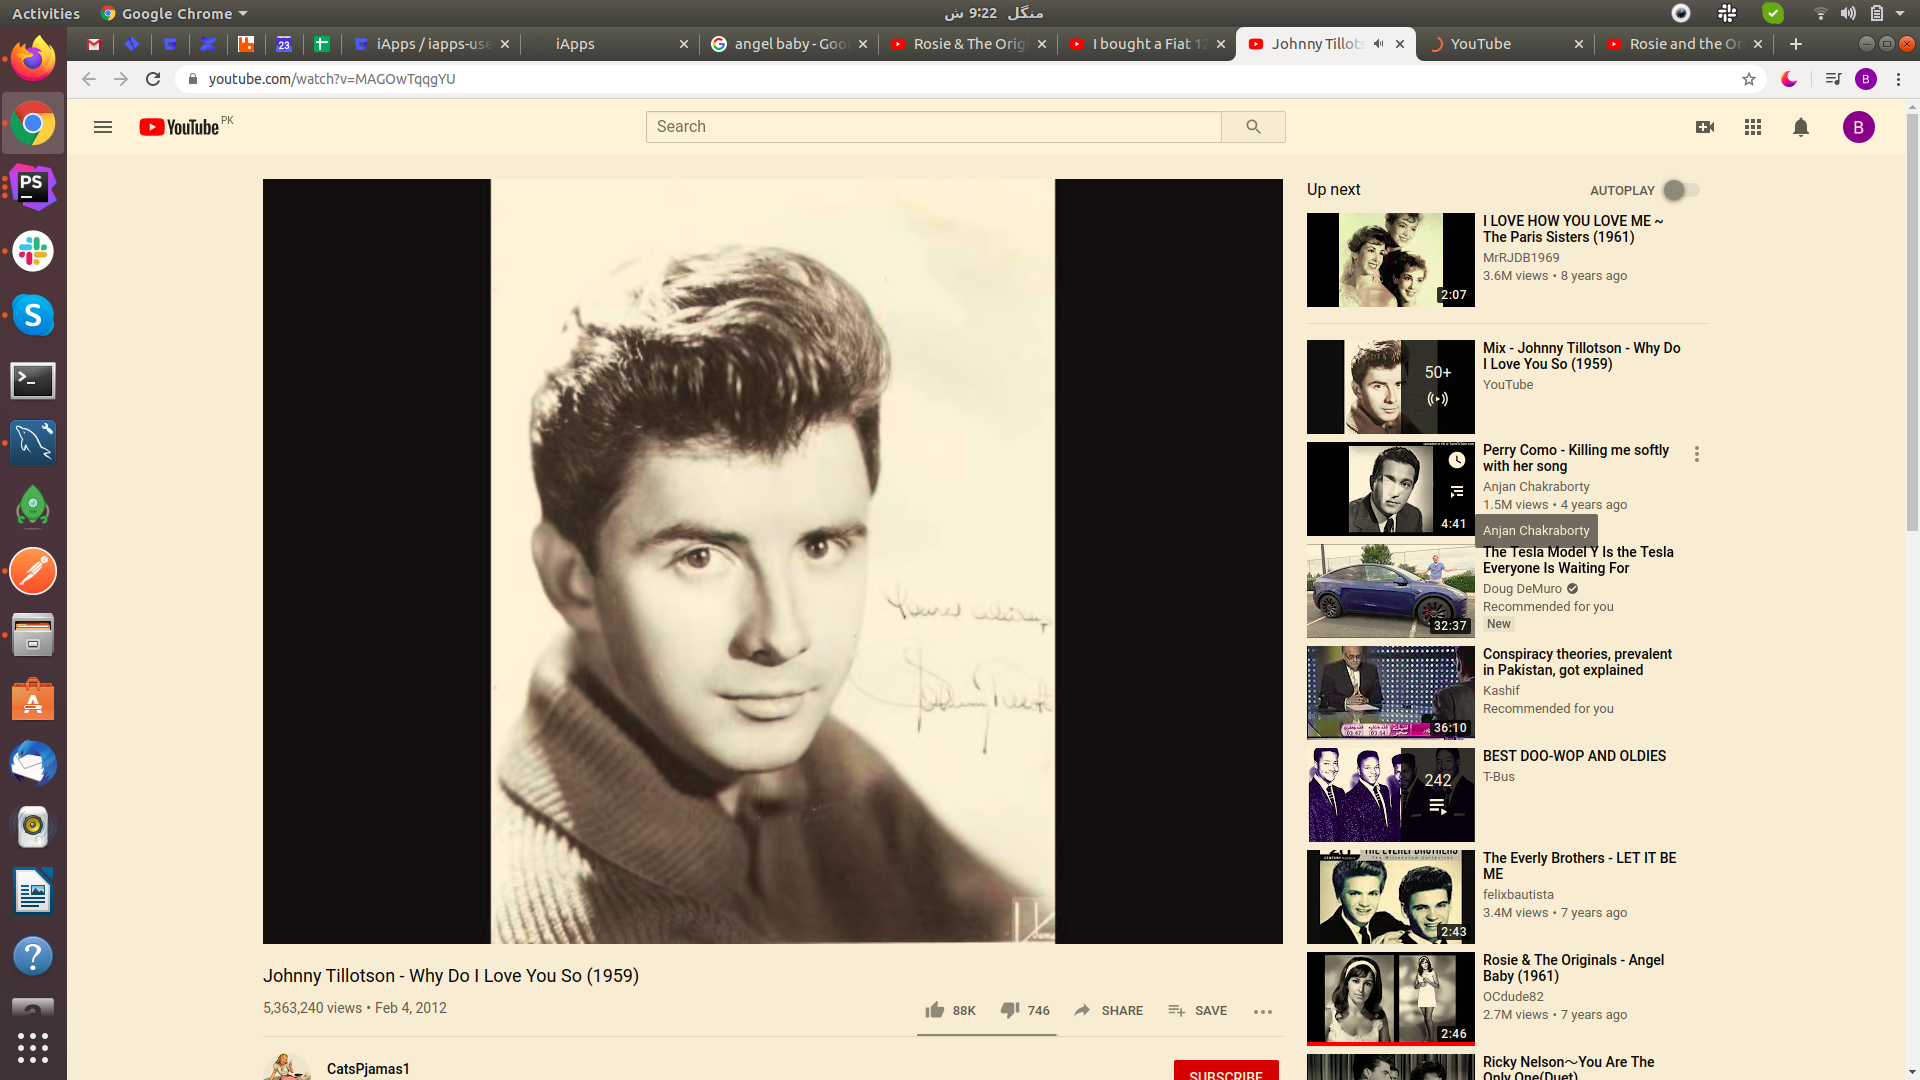 Activities
Google Chrome
منگل 9:22 ش
iApps / iapps-use
iApps
angel baby - Goo
Rosie & The Orig
I bought a Fiat 12
Johnny Tillots
YouTube
Rosie and the Or
youtube.com/watch?v=MAGOwTqqgYU
B
YouTube PK
Search
B
Up next
AUTOPLAY
I LOVE HOW YOU LOVE ME ~
The Paris Sisters (1961)
MrRJDB1969
3.6M views • 8 years ago
2:07
Mix - Johnny Tillotson - Why Do
I Love You So (1959)
YouTube
50+
Perry Como - Killing me softly
with her song
Anjan Chakraborty
1.5M views • 4 years ago
4:41
Anjan Chakraborty
The Tesla Model Y Is the Tesla
Everyone Is Waiting For
Doug DeMuro
Recommended for you
New
32:37
Conspiracy theories, prevalent
in Pakistan, got explained
Kashif
Recommended for you
36:10
BEST DOO-WOP AND OLDIES
T-Bus
242
The Everly Brothers - LET IT BE
ME
felixbautista
3.4M views • 7 years ago
2:43
Rosie & The Originals - Angel
Baby (1961)
OCdude82
2.7M views • 7 years ago
2:46
Ricky Nelson～You Are The
Only One(Duet)
Johnny Tillotson - Why Do I Love You So (1959)
5,363,240 views • Feb 4, 2012
88K
746
SHARE
SAVE
CatsPjamas1
SUBSCRIBE
PS
23